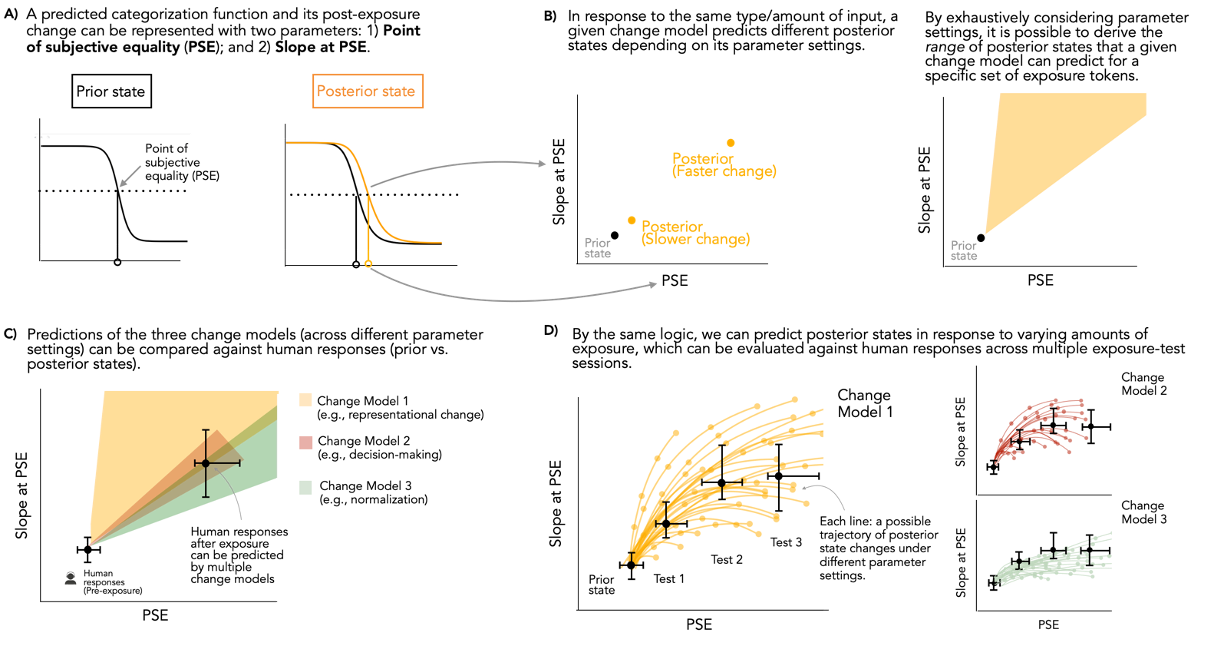 A) A predicted categorization function and its post-exposure
change can be represented with two parameters: 1) Point
of subjective equality (PSE); and 2) Slope at PSE.
Prior state
Posterior state
Point of
subjective
equality (PSE)
B) In response to the same type/amount of input, a
given change model predicts different posterior
states depending on its parameter settings.
Slope at PSE
Posterior
(Faster change)
Posterior
(Slower change)
Prior
state
PSE
By exhaustively considering parameter
settings, it is possible to derive the
range of posterior states that a given
change model can predict for a
specific set of exposure tokens.
Slope at PSE
Prior
state
PSE
C) Predictions of the three change models (across different parameter
settings) can be compared against human responses (prior vs.
posterior states).
Slope at PSE
Change Model 1
(e.g., representational change)
Change Model 2
(e.g., decision-making)
Change Model 3
(e.g., normalization)
Human responses
after exposure
can be predicted
by multiple
change models
Human
responses
(Pre-exposure)
PSE
D) By the same logic, we can predict posterior states in response to varying amounts of
exposure, which can be evaluated against human responses across multiple exposure-test
sessions.
Slope at PSE
Change
Model 1
Prior
state
Test 1
Test 2
Test 3
Each line: a possible
trajectory of posterior
state changes under
different parameter
settings.
PSE
Change
Model 2
Slope at PSE
Change
Model 3
Slope at PSE
PSE